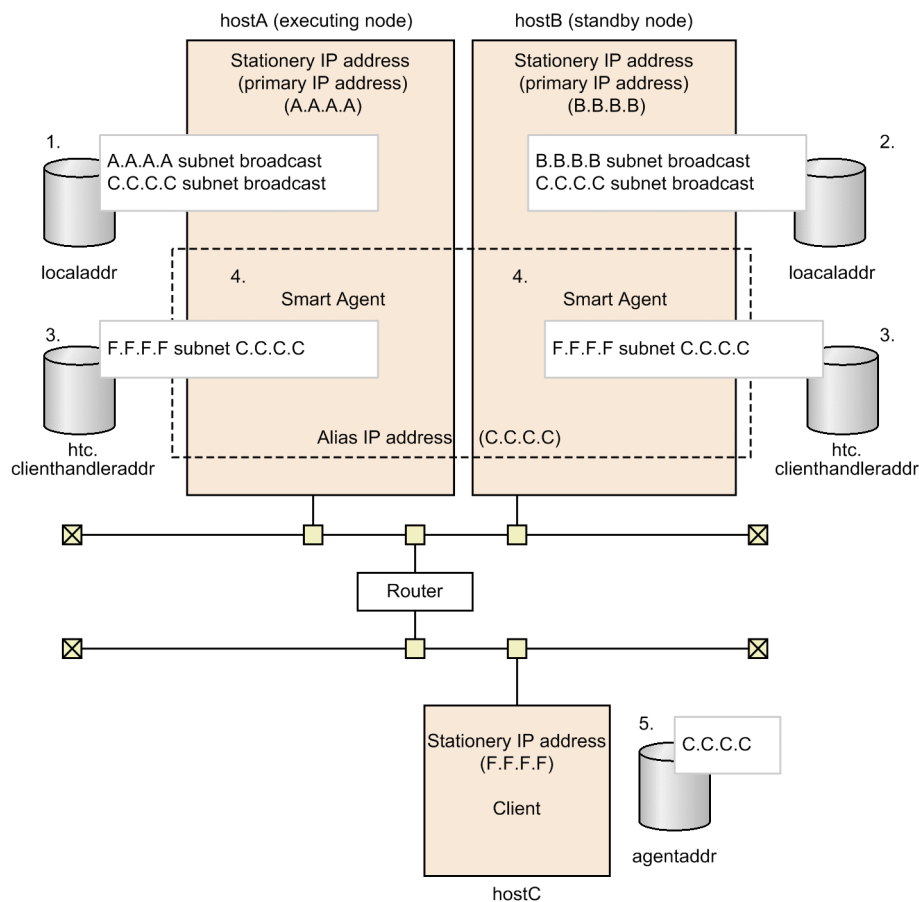 hostA (executing node)
hostB (standby node)
Stationery IP address
(primary IP address)
(A.A.A.A)
Stationery IP address
(primary IP address)
(B.B.B.B)
1.
A.A.A.A subnet broadcast
C.C.C.C subnet broadcast
localaddr
2.
B.B.B.B subnet broadcast
C.C.C.C subnet broadcast
loacaladdr
4.
Smart Agent
4.
Smart Agent
3.
F.F.F.F subnet C.C.C.C
htc.
clienthandleraddr
3.
F.F.F.F subnet C.C.C.C
htc.
clienthandleraddr
Alias IP address (C.C.C.C)
Router
Stationery IP address
(F.F.F.F)
Client
hostC
5.
C.C.C.C
agentaddr